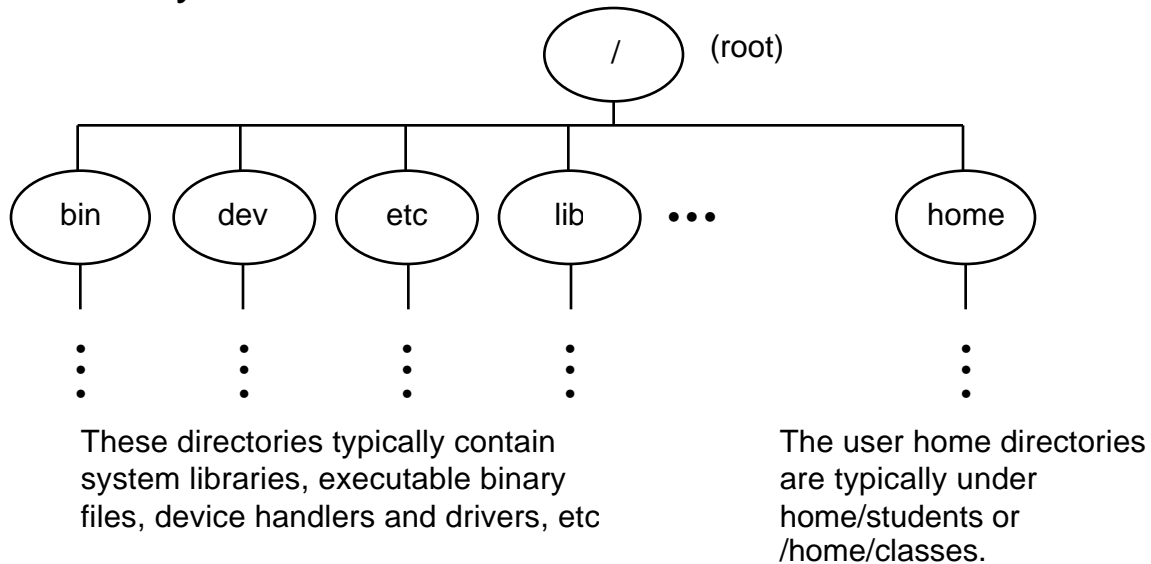 / (root)
bin dev etc lib ••• home
These directories typically contain
system libraries, executable binary
files, device handlers and drivers, etc
The user home directories
are typically under
home/students or
/home/classes.